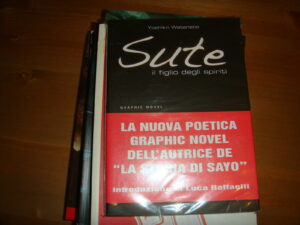 Yoshiko Watanabe
Sute
il figlio degli spiriti
GRAPHIC NOVEL
LA NUOVA POETICA
GRAPHIC NOVEL
DELL'AUTRICE DE
"LA STORIA DI SAYO"
Introduzione di Luca Boffagili